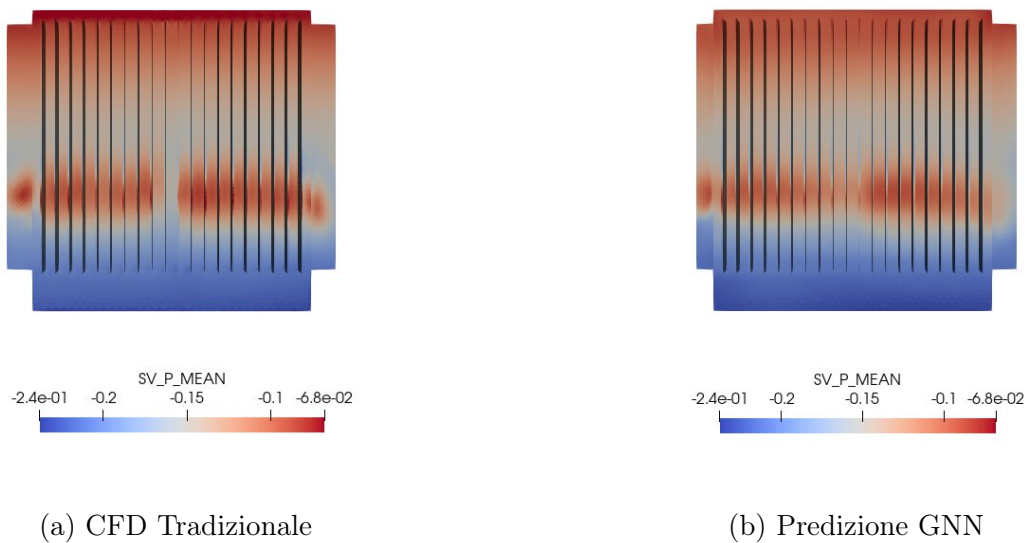 SV_P_MEAN
-2.4e-01 -0.2 -0.15 -0.1 -6.8e-02
(a) CFD Tradizionale
SV_P_MEAN
-2.4e-01 -0.2 -0.15 -0.1 -6.8e-02
(b) Predizione GNN